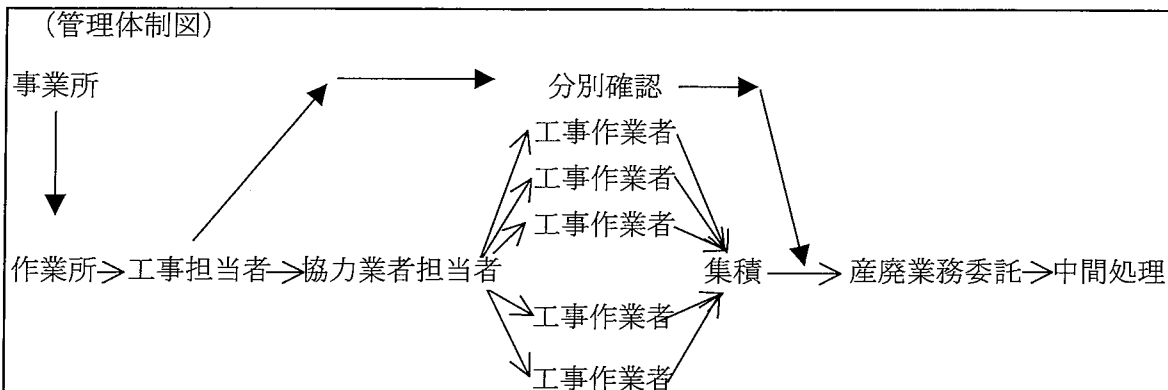 (管理体制図)
事業所
分別確認
工事作業者
工事作業者
工事作業者
作業所→工事担当者→協力業者担当者
集積
産廃業務委託→中間処理
工事作業者
工事作業者